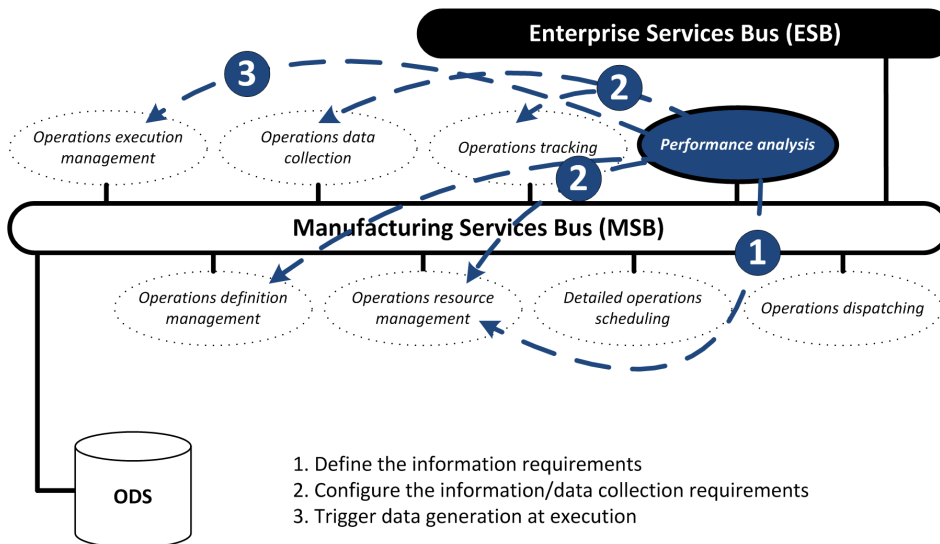 Enterprise Services Bus (ESB)
3
2
Operations execution
management
Operations data
collection
Operations tracking
Performance analysis
2
Manufacturing Services Bus (MSB)
1
Operations definition
management
Operations resource
management
Detailed operations
scheduling
Operations dispatching
ODS
1. Define the information requirements
2. Configure the information/data collection requirements
3. Trigger data generation at execution